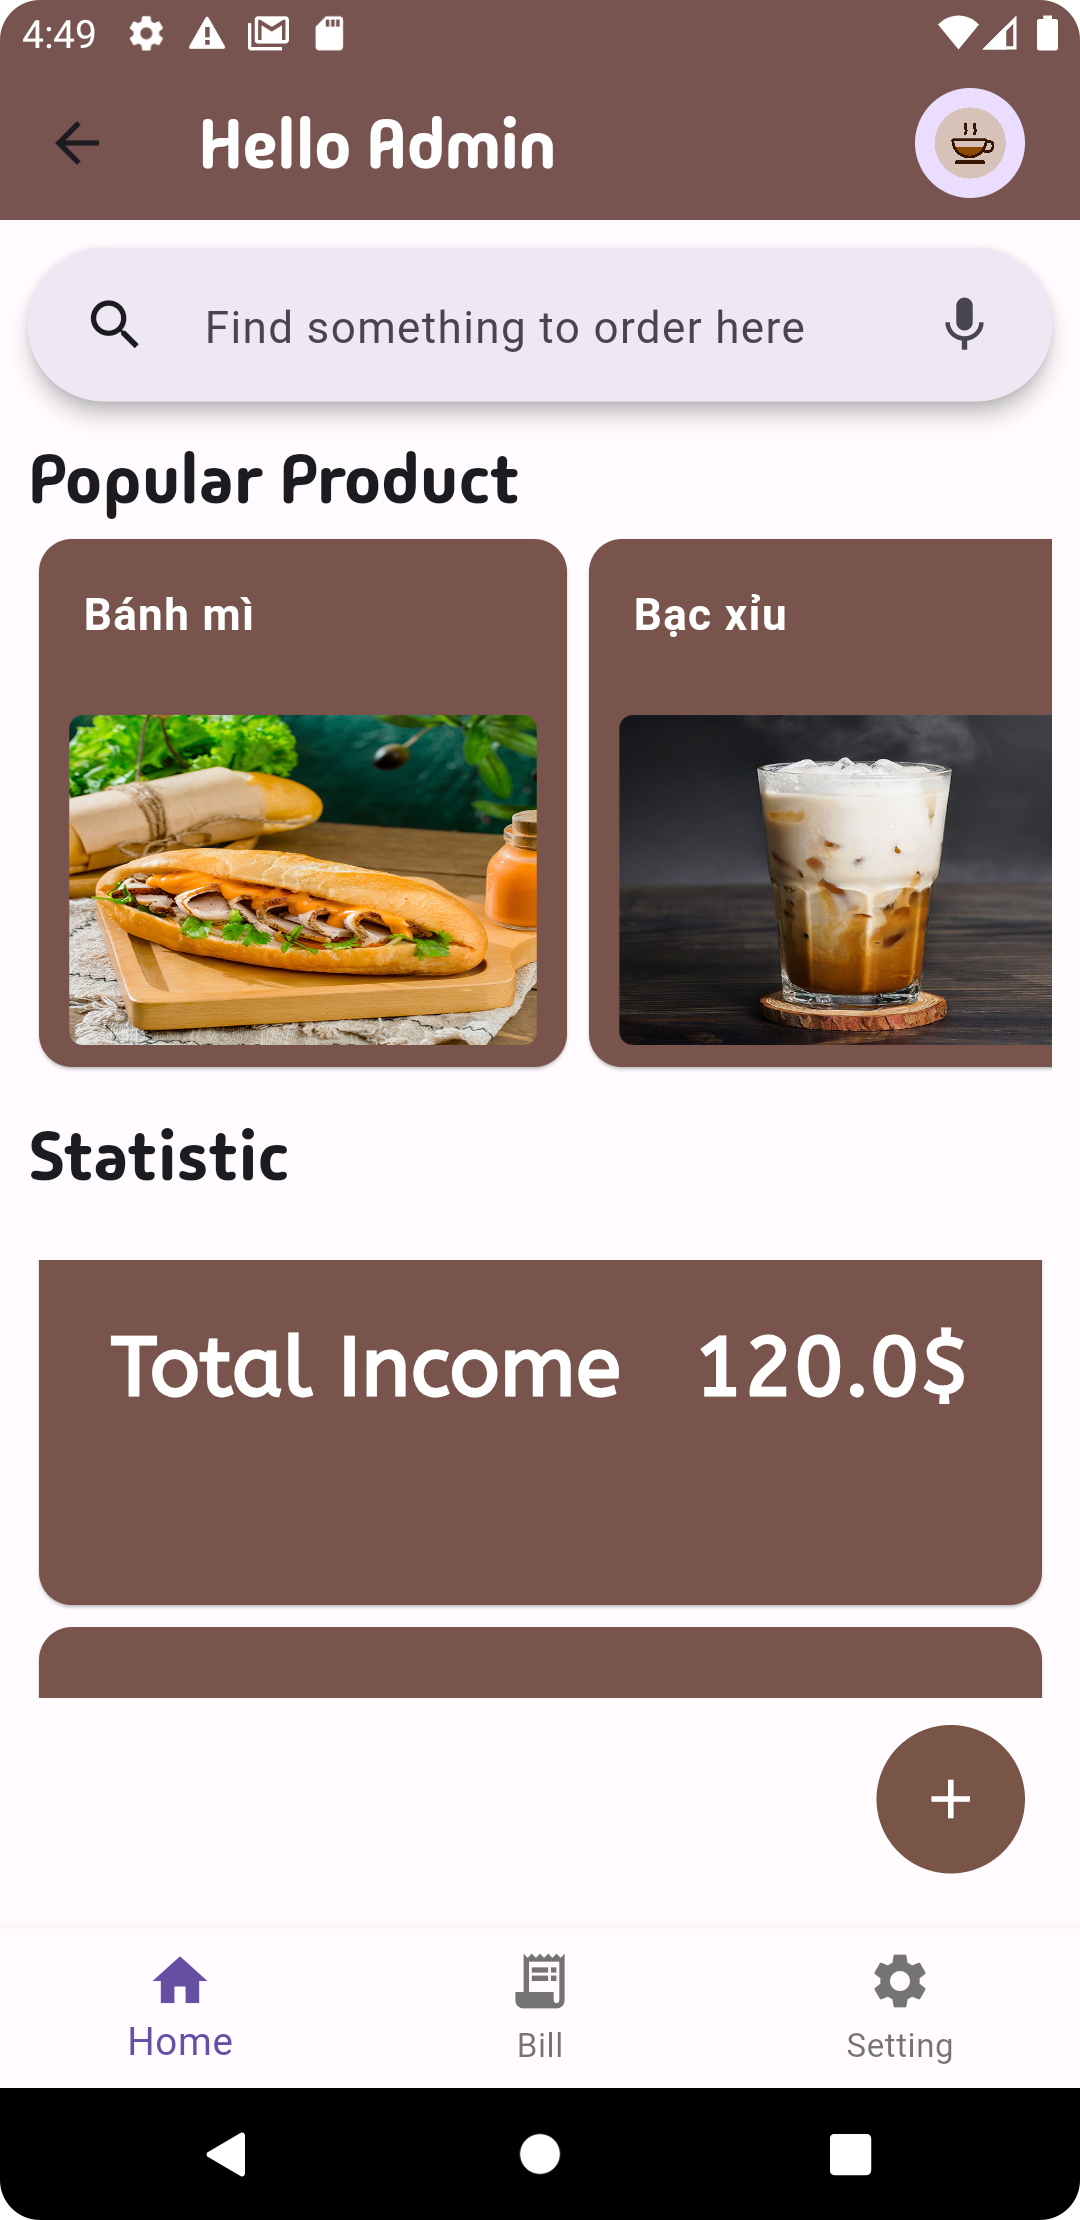 4:49
Hello Admin
Find something to order here
Popular Product
Bánh mì
Bạc xỉu
Statistic
Total Income 120.0$
Home
Bill
Setting